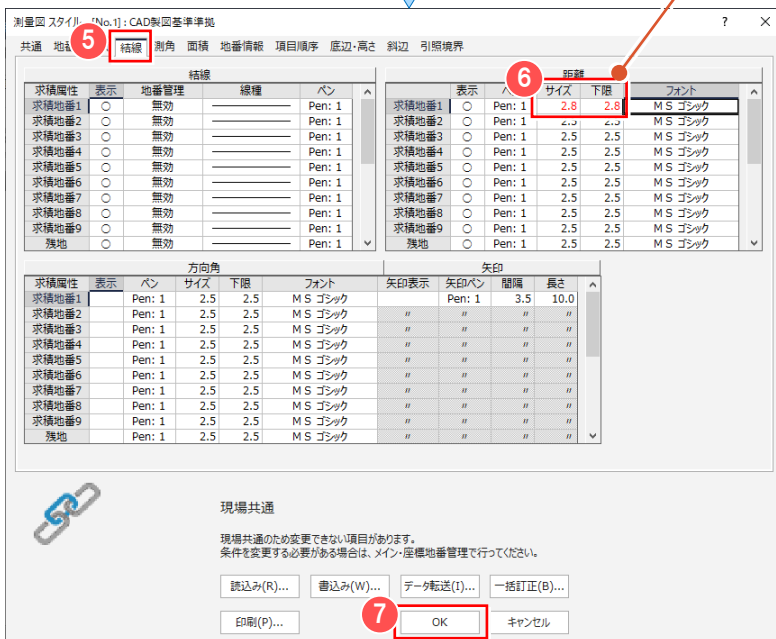 測量図 スタイル - [No.1] : CAD製図基準準拠 ? ×
共通 地番 5 結線 測角 面積 地番情報 項目順序 底辺・高さ 斜辺 引照境界
結線
求積属性 表示 地番管理 線種 ペン
求積地番1 ○ 無効 Pen: 1
求積地番2 ○ 無効 Pen: 1
求積地番3 ○ 無効 Pen: 1
求積地番4 ○ 無効 Pen: 1
求積地番5 ○ 無効 Pen: 1
求積地番6 ○ 無効 Pen: 1
求積地番7 ○ 無効 Pen: 1
求積地番8 ○ 無効 Pen: 1
求積地番9 ○ 無効 Pen: 1
残地 ○ 無効 Pen: 1
6 距離
表示 サイズ 下限 フォント
求積地番1 ○ Pen: 1 2.8 2.8 ＭＳ ゴシック
求積地番2 ○ Pen: 1 2.5 2.5 ＭＳ ゴシック
求積地番3 ○ Pen: 1 2.5 2.5 ＭＳ ゴシック
求積地番4 ○ Pen: 1 2.5 2.5 ＭＳ ゴシック
求積地番5 ○ Pen: 1 2.5 2.5 ＭＳ ゴシック
求積地番6 ○ Pen: 1 2.5 2.5 ＭＳ ゴシック
求積地番7 ○ Pen: 1 2.5 2.5 ＭＳ ゴシック
求積地番8 ○ Pen: 1 2.5 2.5 ＭＳ ゴシック
求積地番9 ○ Pen: 1 2.5 2.5 ＭＳ ゴシック
残地 ○ Pen: 1 2.5 2.5 ＭＳ ゴシック
方向角 矢印
求積属性 表示 ペン サイズ 下限 フォント 矢印表示 矢印ペン 間隔 長さ
求積地番1 Pen: 1 2.5 2.5 ＭＳ ゴシック Pen: 1 3.5 10.0
求積地番2 Pen: 1 2.5 2.5 ＭＳ ゴシック 〃 〃 〃 〃
求積地番3 Pen: 1 2.5 2.5 ＭＳ ゴシック 〃 〃 〃 〃
求積地番4 Pen: 1 2.5 2.5 ＭＳ ゴシック 〃 〃 〃 〃
求積地番5 Pen: 1 2.5 2.5 ＭＳ ゴシック 〃 〃 〃 〃
求積地番6 Pen: 1 2.5 2.5 ＭＳ ゴシック 〃 〃 〃 〃
求積地番7 Pen: 1 2.5 2.5 ＭＳ ゴシック 〃 〃 〃 〃
求積地番8 Pen: 1 2.5 2.5 ＭＳ ゴシック 〃 〃 〃 〃
求積地番9 Pen: 1 2.5 2.5 ＭＳ ゴシック 〃 〃 〃 〃
残地 Pen: 1 2.5 2.5 ＭＳ ゴシック 〃 〃 〃 〃
現場共通
現場共通のため変更できない項目があります。
条件を変更する必要がある場合は、メイン・座標地番管理で行ってください。
読込み(R)... 書込み(W)... データ転送(I)... 一括訂正(B)...
7
印刷(P)... OK キャンセル